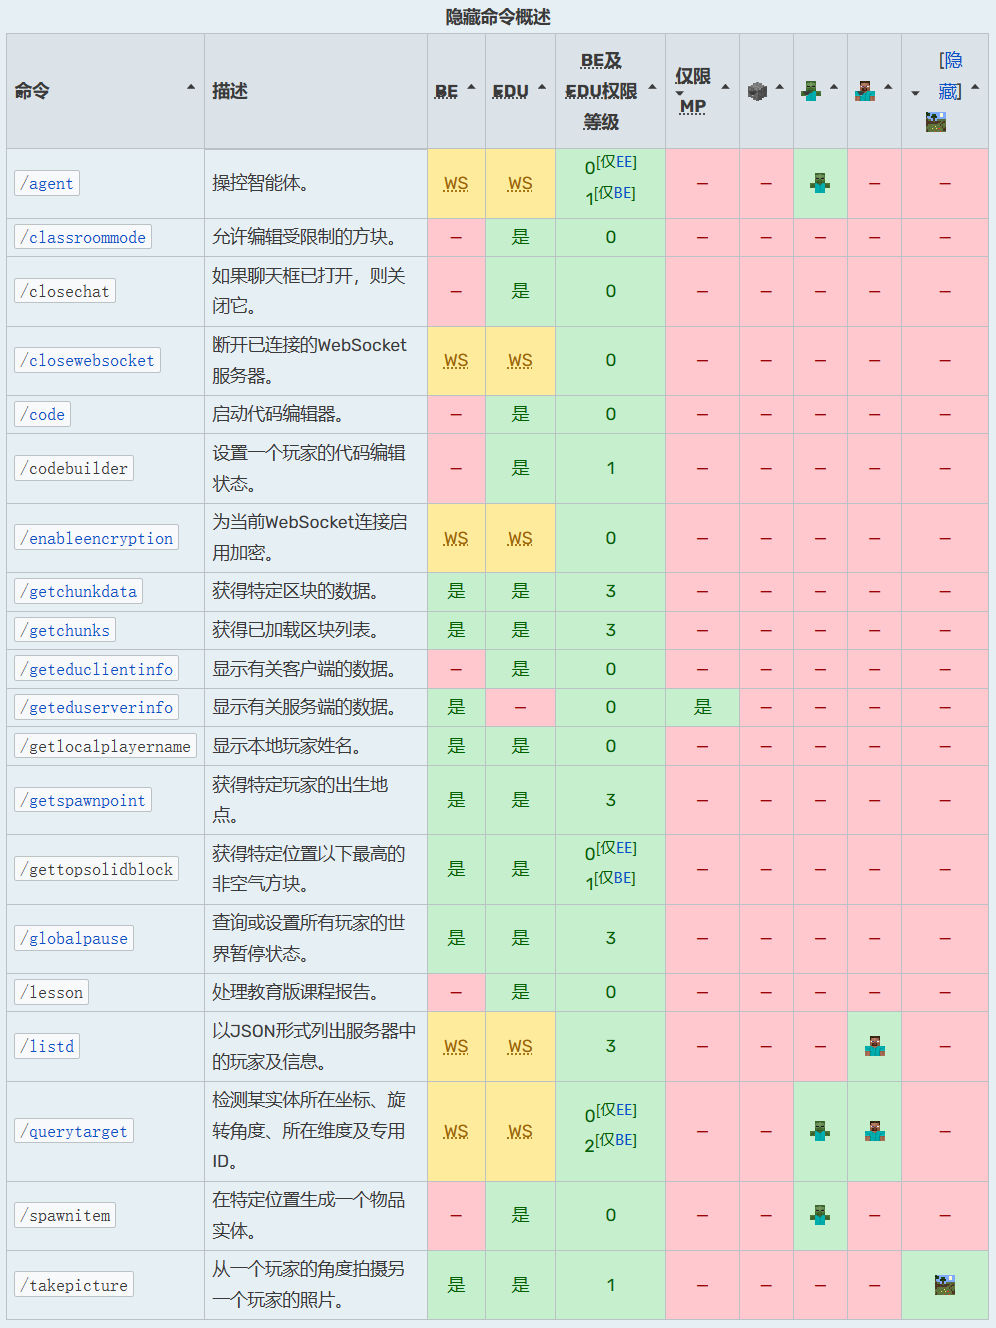 隐藏命令概述
命令 描述 BE EDU BE及EDU权限等级 仅限MP [隐藏]
/agent 操控智能体。 WS WS 0[仅EE] 1[仅BE] – – – –
/classroommode 允许编辑受限制的方块。 – 是 0 – – – – –
/closechat 如果聊天框已打开，则关闭它。 – 是 0 – – – – –
/closewebsocket 断开已连接的WebSocket服务器。 WS WS 0 – – – – –
/code 启动代码编辑器。 – 是 0 – – – – –
/codebuilder 设置一个玩家的代码编辑状态。 – 是 1 – – – – –
/enableencryption 为当前WebSocket连接启用加密。 WS WS 0 – – – – –
/getchunkdata 获得特定区块的数据。 是 是 3 – – – – –
/getchunks 获得已加载区块列表。 是 是 3 – – – – –
/geteduclientinfo 显示有关客户端的数据。 – 是 0 – – – – –
/geteduserverinfo 显示有关服务端的数据。 是 – 0 是 – – – –
/getlocalplayername 显示本地玩家姓名。 是 是 0 – – – – –
/getspawnpoint 获得特定玩家的出生地点。 是 是 3 – – – – –
/gettopsolidblock 获得特定位置以下最高的非空气方块。 是 是 0[仅EE] 1[仅BE] – – – – –
/globalpause 查询或设置所有玩家的世界暂停状态。 是 是 3 – – – – –
/lesson 处理教育版课程报告。 – 是 0 – – – – –
/listd 以JSON形式列出服务器中的玩家及信息。 WS WS 3 – – – –
/querytarget 检测某实体所在坐标、旋转角度、所在维度及专用ID。 WS WS 0[仅EE] 2[仅BE] – – –
/spawnitem 在特定位置生成一个物品实体。 – 是 0 – – – –
/takepicture 从一个玩家的角度拍摄另一个玩家的照片。 是 是 1 – – – –